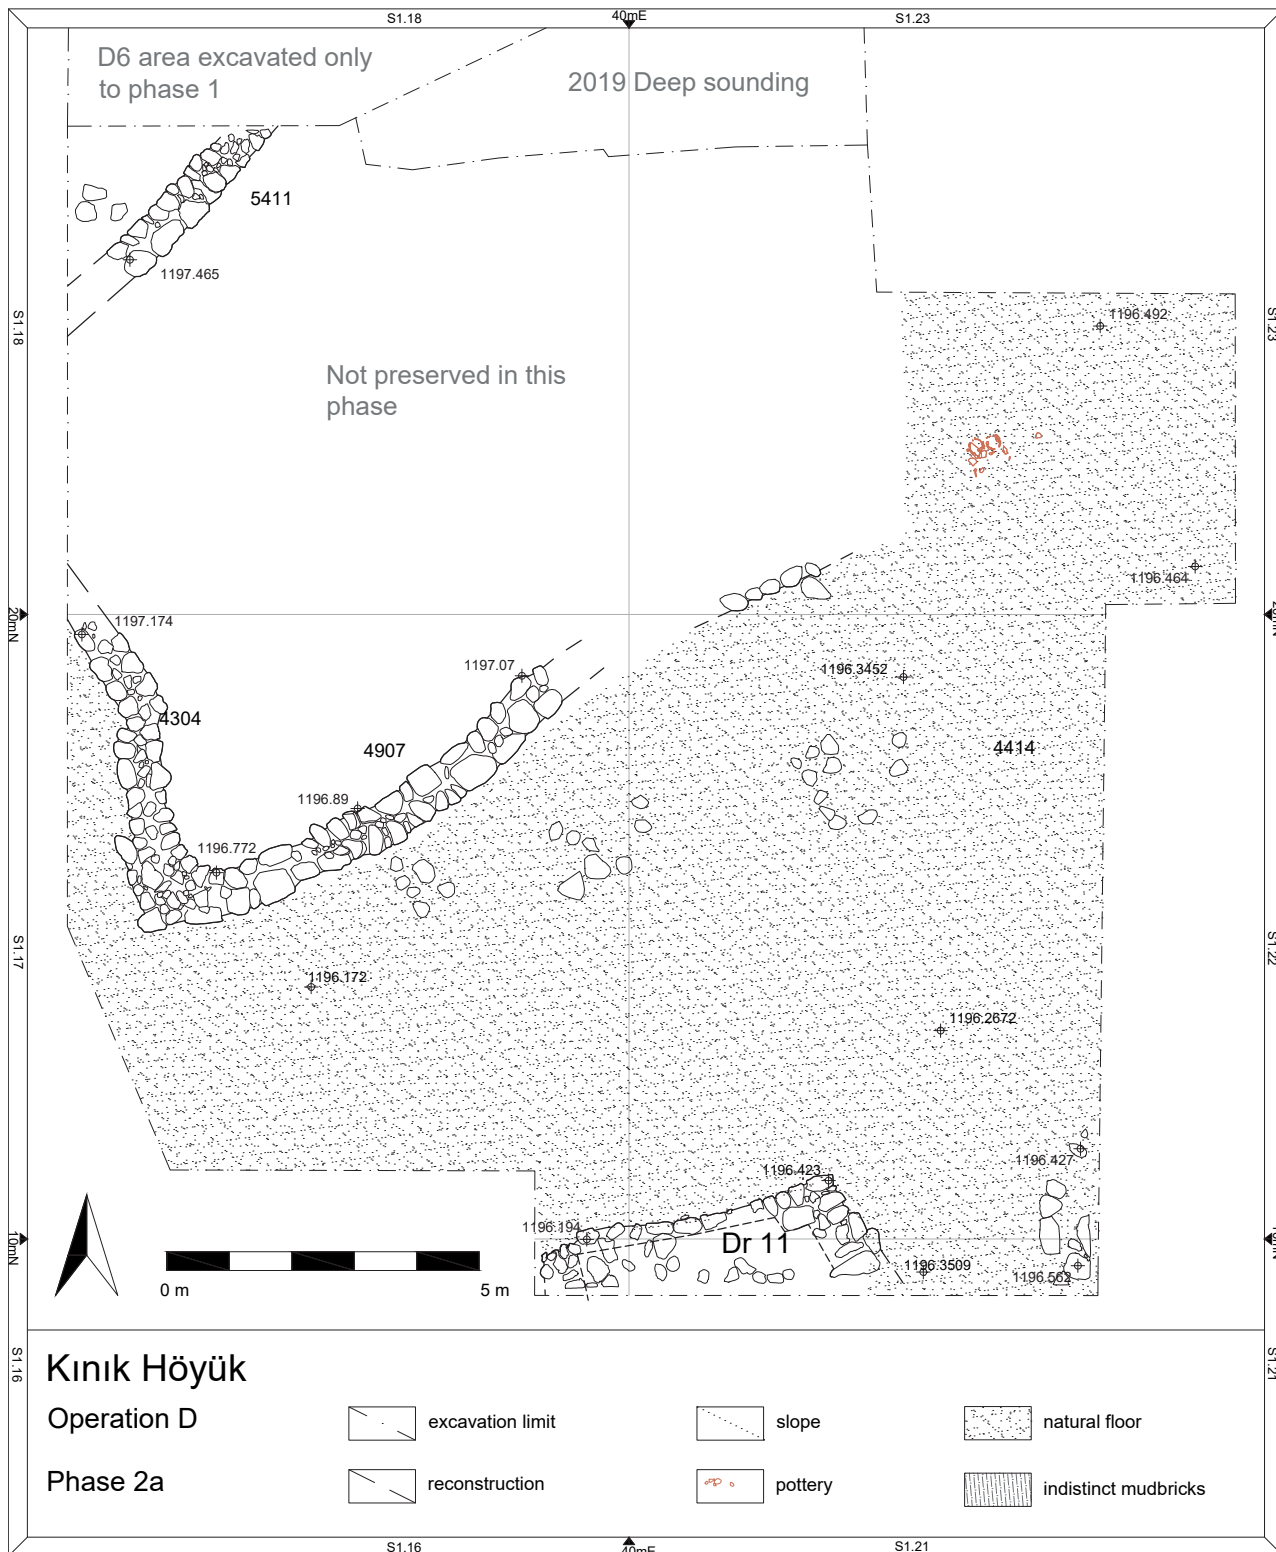 S1.18
40mE
S1.23
D6 area excavated only
to phase 1
2019 Deep sounding
5411
1197.465
S1.18
S1.23
1196.492
Not preserved in this
phase
1196.464
20mN
20mN
1197.174
1197.07
1196.3452
4304
4907
4414
1196.89
1196.772
S1.17
S1.22
1196.172
1196.2672
1196.423
1196.427
1196.194
10mN
10mN
Dr 11
1196.3509
1196.562
0 m
5 m
S1.16
S1.21
Kınık Höyük
Operation D
excavation limit
slope
natural floor
Phase 2a
reconstruction
pottery
indistinct mudbricks
S1.16
40mE
S1.21